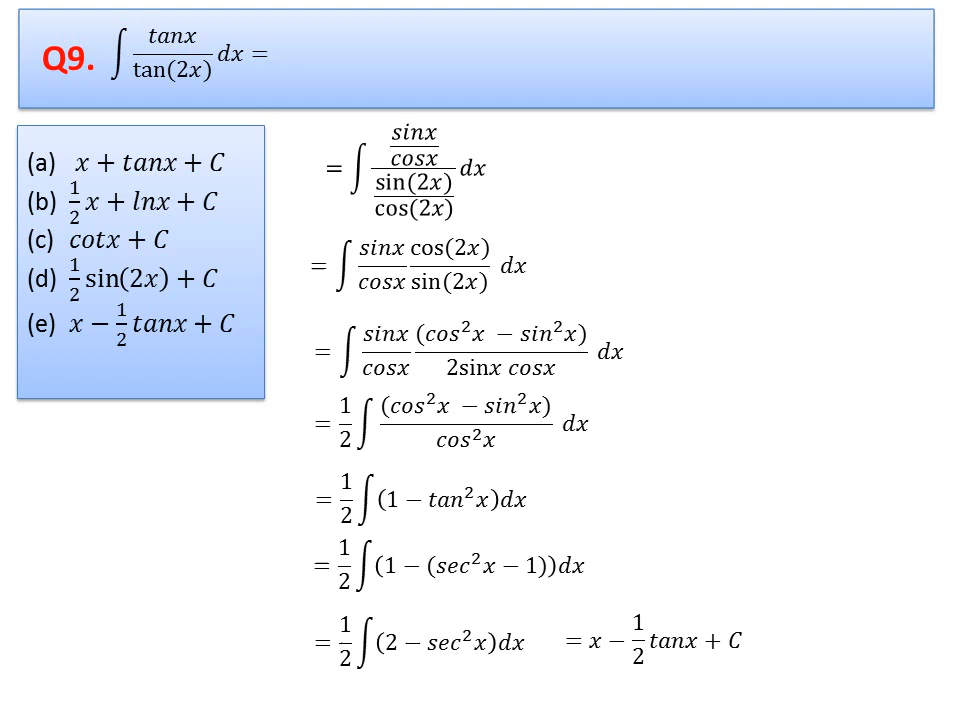 Q9. ∫ tanx/tan(2x) dx =
(a) x + tanx + C
(b) 1/2 x + lnx + C
(c) cotx + C
(d) 1/2 sin(2x) + C
(e) x − 1/2 tanx + C
= ∫ (sinx/cosx)/(sin(2x)/cos(2x)) dx
= ∫ sinx/cosx cos(2x)/sin(2x) dx
= ∫ sinx/cosx (cos²x − sin²x)/2sinx cosx dx
= 1/2 ∫ (cos²x − sin²x)/cos²x dx
= 1/2 ∫ (1 − tan²x)dx
= 1/2 ∫ (1 − (sec²x − 1))dx
= 1/2 ∫ (2 − sec²x)dx = x − 1/2 tanx + C